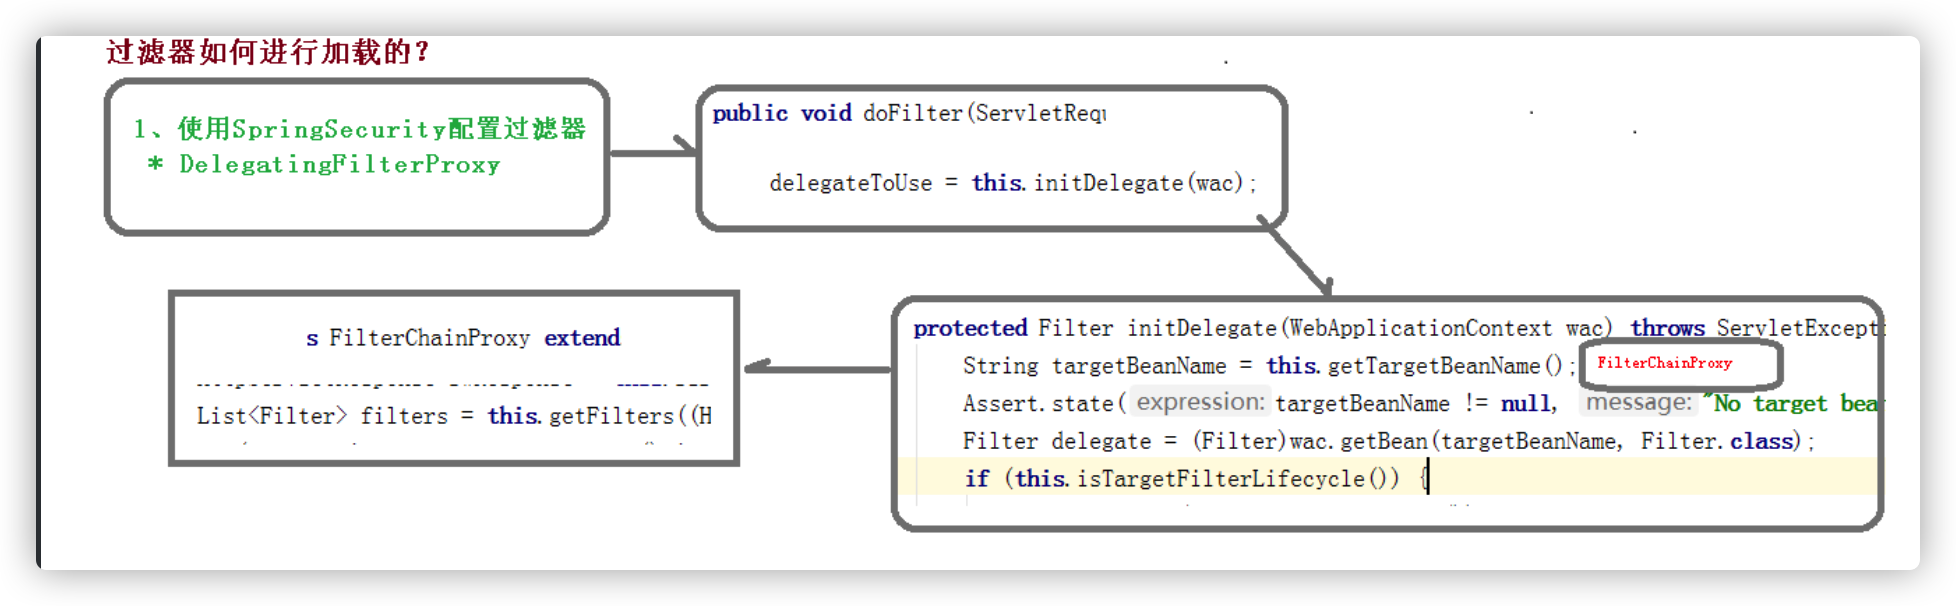 过滤器如何进行加载的？
1、使用SpringSecurity配置过滤器
* DelegatingFilterProxy
public void doFilter(ServletRequ
delegateToUse = this.initDelegate(wac);
protected Filter initDelegate(WebApplicationContext wac) throws ServletExcepti
String targetBeanName = this.getTargetBeanName();
FilterChainProxy
Assert.state( expression: targetBeanName != null, message: "No target bea
Filter delegate = (Filter)wac.getBean(targetBeanName, Filter.class);
if (this.isTargetFilterLifecycle()) {
s FilterChainProxy extend
List<Filter> filters = this.getFilters((H